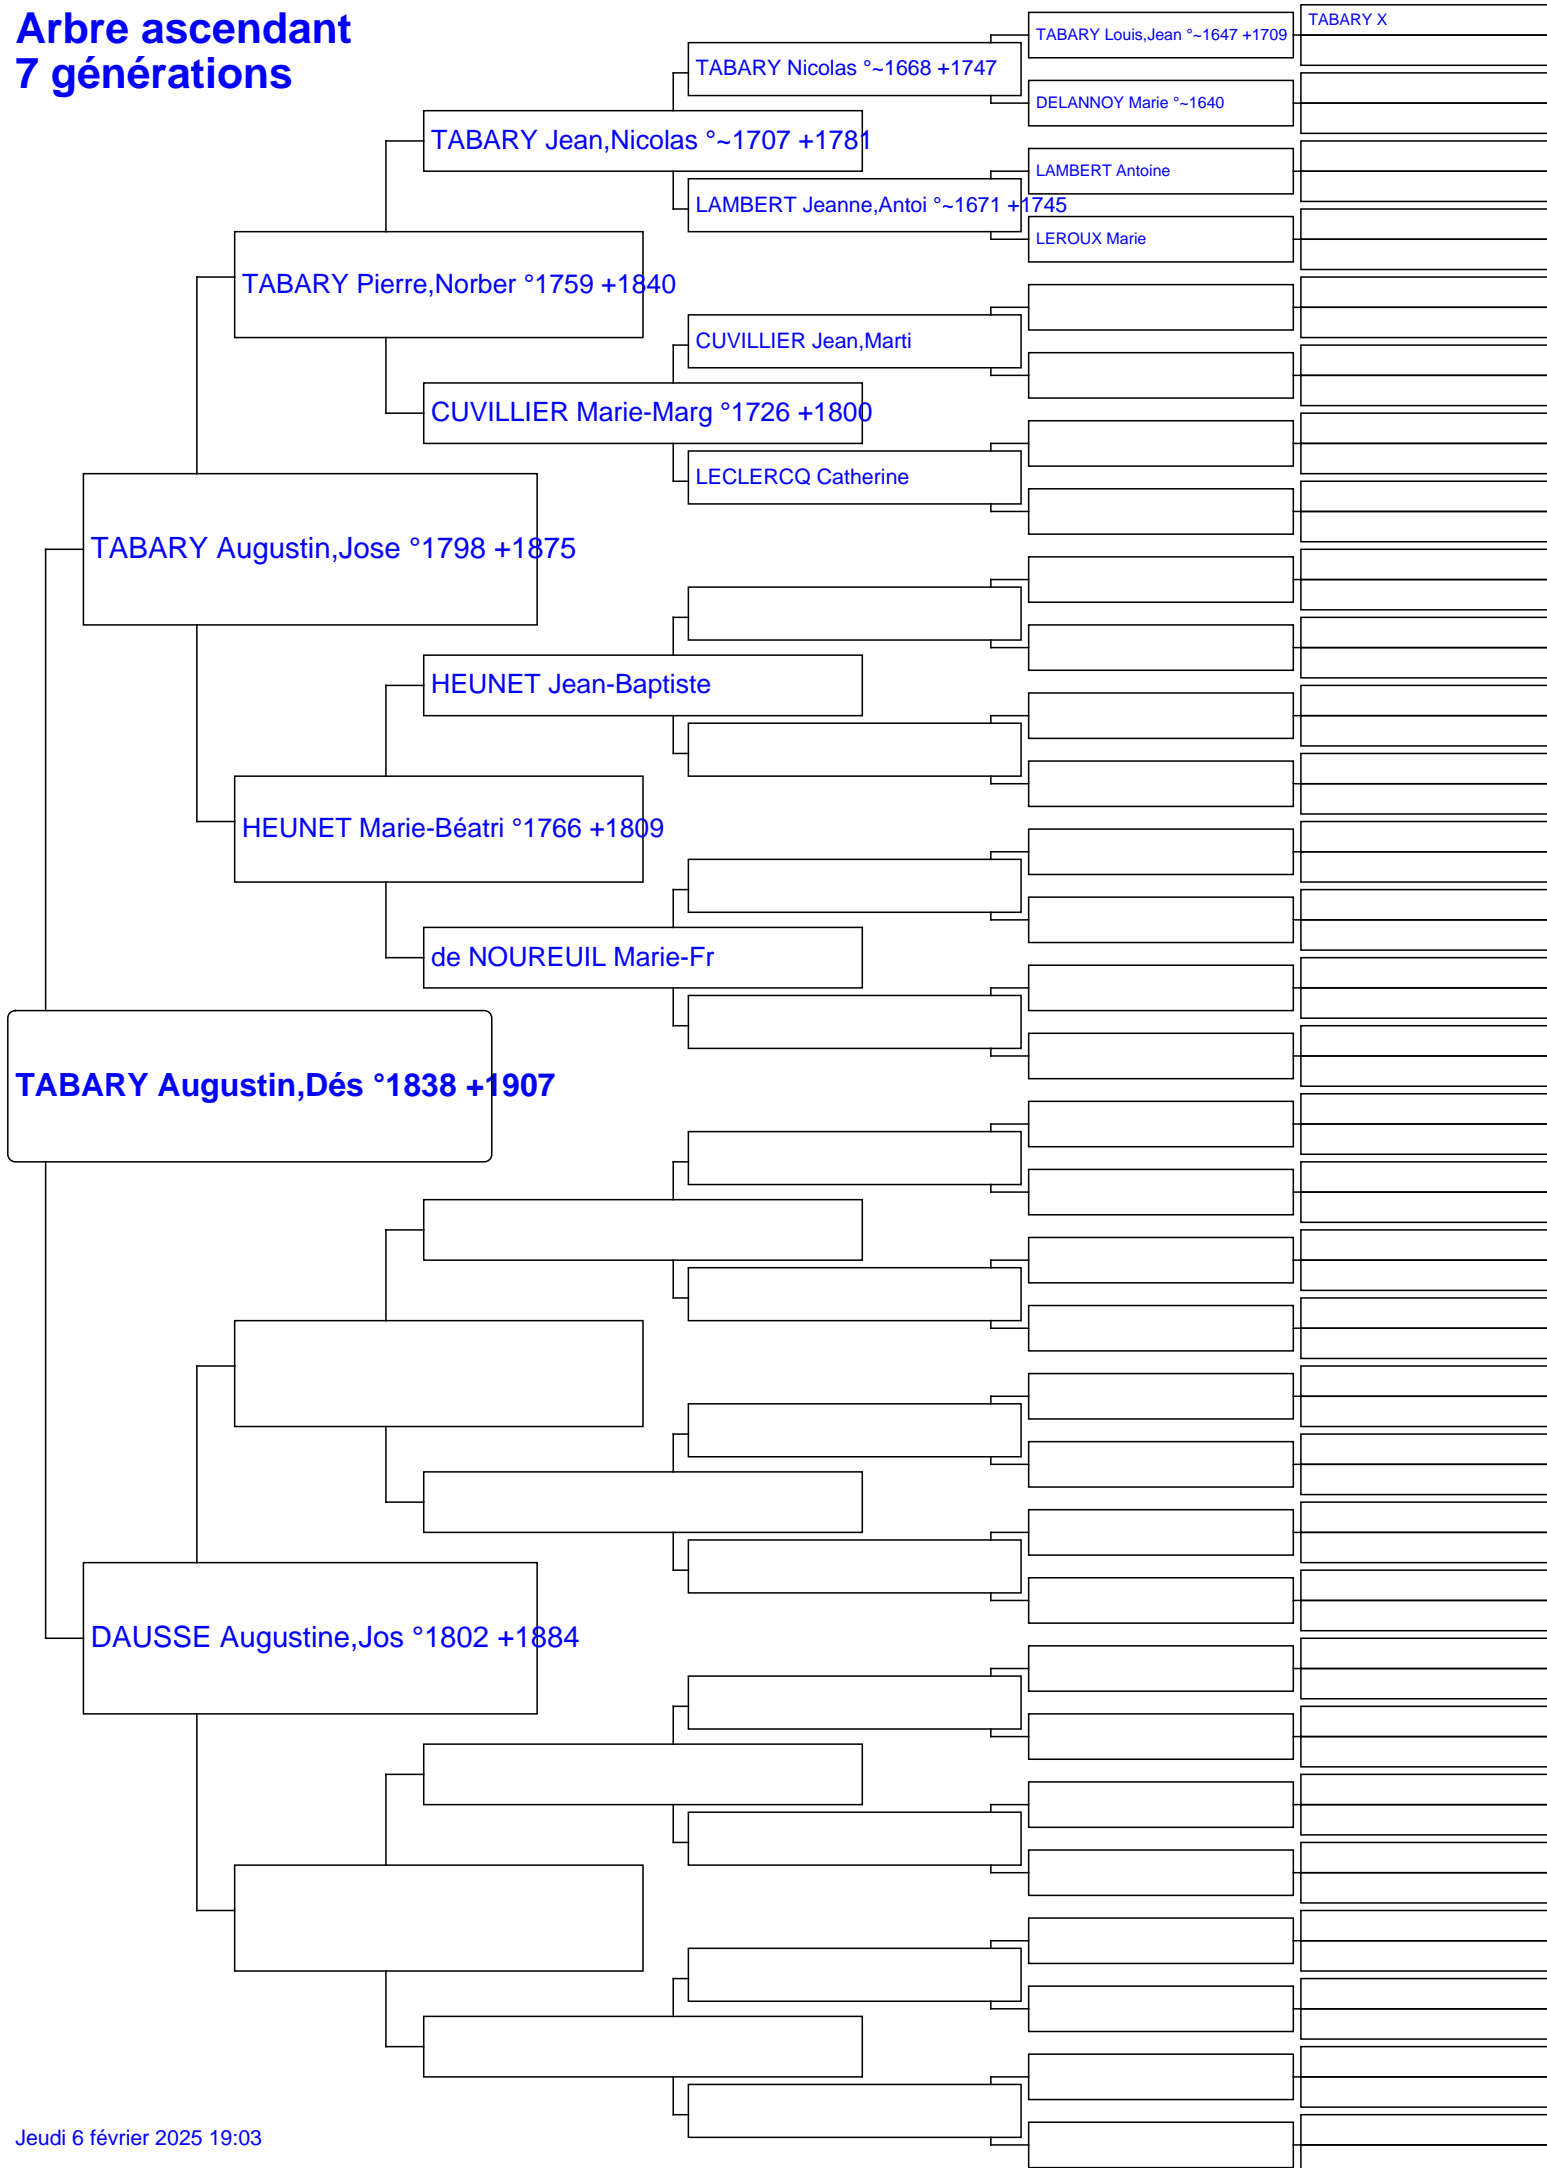 Arbre ascendant
7 générations
TABARY X
TABARY Louis,Jean °~1647 +1709
TABARY Nicolas °~1668 +1747
DELANNOY Marie °~1640
TABARY Jean,Nicolas °~1707 +1781
LAMBERT Antoine
LAMBERT Jeanne,Antoi °~1671 +1745
LEROUX Marie
TABARY Pierre,Norber °1759 +1840
CUVILLIER Jean,Marti
CUVILLIER Marie-Marg °1726 +1800
LECLERCQ Catherine
TABARY Augustin,Jose °1798 +1875
HEUNET Jean-Baptiste
HEUNET Marie-Béatri °1766 +1809
de NOUREUIL Marie-Fr
TABARY Augustin,Dés °1838 +1907
DAUSSE Augustine,Jos °1802 +1884
Jeudi 6 février 2025 19:03